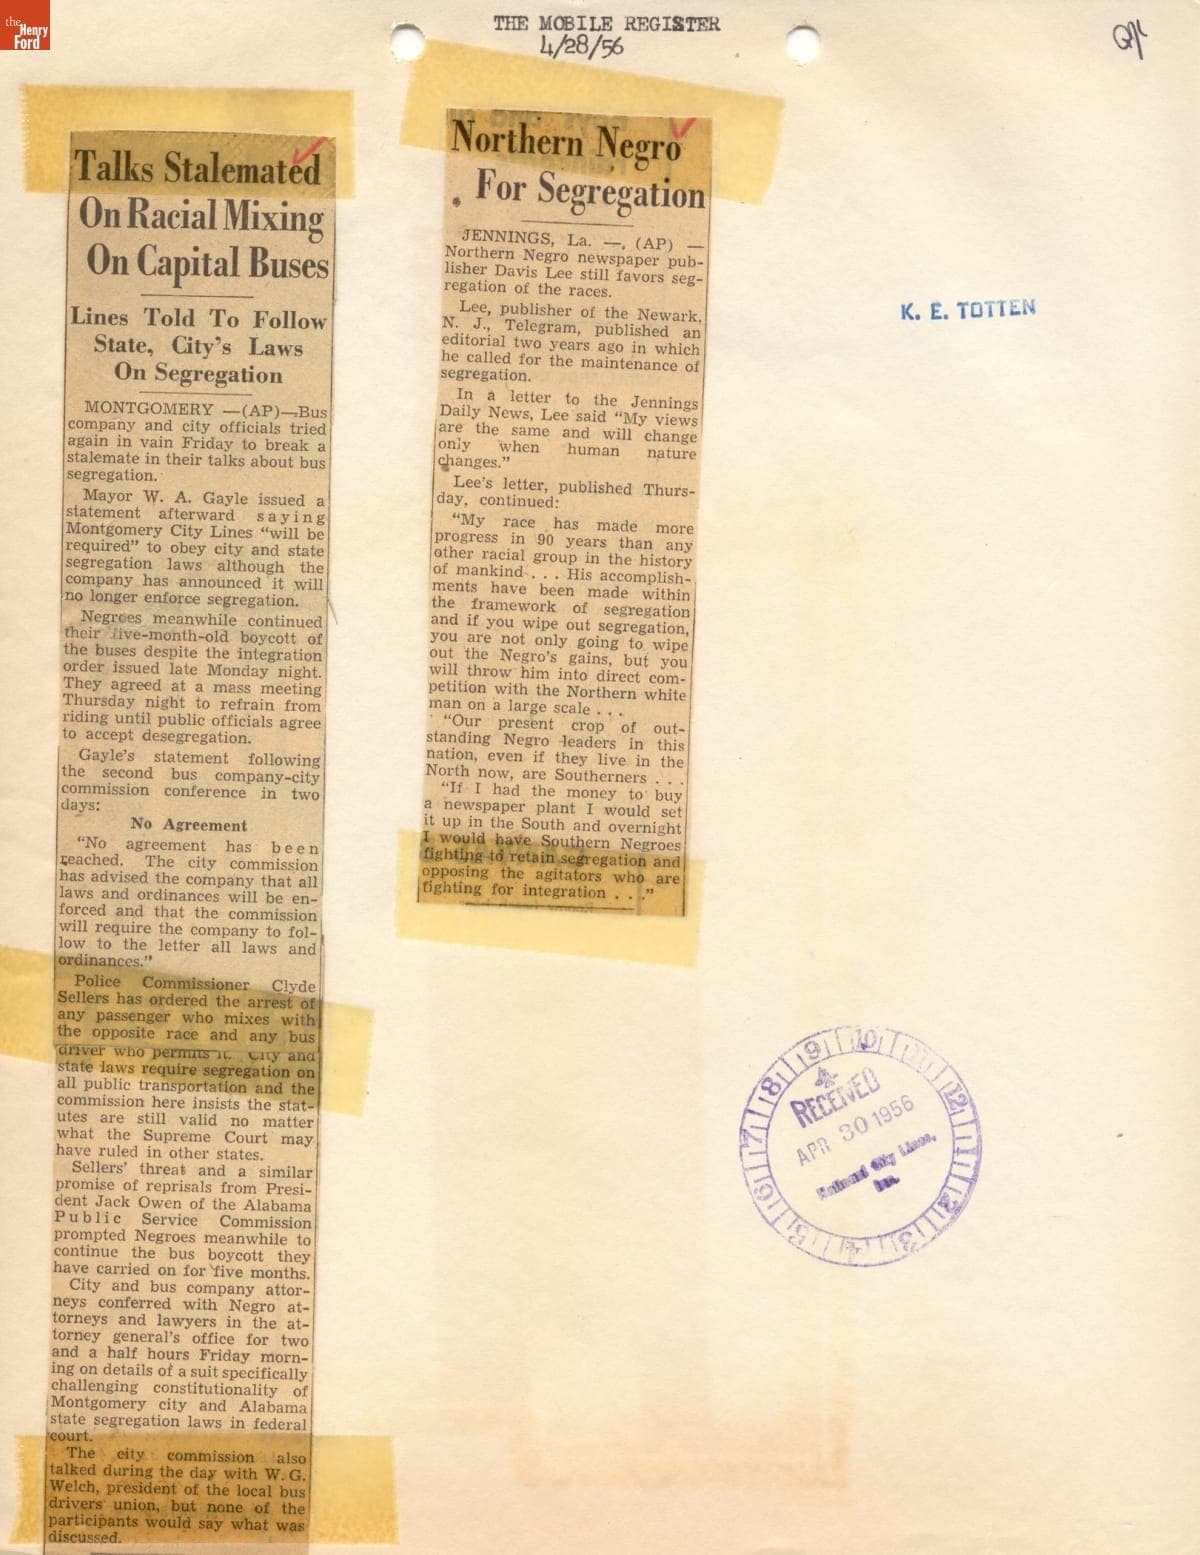 the
Henry
Ford
THE MOBILE REGISTER
4/28/56
Talks Stalemated
On Racial Mixing
On Capital Buses
Lines Told To Follow
State, City's Laws
On Segregation
MONTGOMERY —(AP)—Bus
company and city officials tried
again in vain Friday to break a
stalemate in their talks about bus
segregation.
Mayor W. A. Gayle issued a
statement afterward saying
Montgomery City Lines "will be
required" to obey city and state
segregation laws although the
company has announced it will
no longer enforce segregation.
Negroes meanwhile continued
their five-month-old boycott of
the buses despite the integration
order issued late Monday night.
They agreed at a mass meeting
Thursday night to refrain from
riding until public officials agree
to accept desegregation.
Gayle's statement following
the second bus company-city
commission conference in two
days:
No Agreement
"No agreement has been
reached. The city commission
has advised the company that all
laws and ordinances will be en-
forced and that the commission
will require the company to fol-
low to the letter all laws and
ordinances."
Police Commissioner Clyde
Sellers has ordered the arrest of
any passenger who mixes with
the opposite race and any bus
driver who permits it. City and
state laws require segregation on
all public transportation and the
commission here insists the stat-
utes are still valid no matter
what the Supreme Court may
have ruled in other states.
Sellers' threat and a similar
promise of reprisals from Presi-
dent Jack Owen of the Alabama
Public Service Commission
prompted Negroes meanwhile to
continue the bus boycott they
have carried on for five months.
City and bus company attor-
neys conferred with Negro at-
torneys and lawyers in the at-
torney general's office for two
and a half hours Friday morn-
ing on details of a suit specifically
challenging constitutionality of
Montgomery city and Alabama
state segregation laws in federal
court.
The city commission also
talked during the day with W. G.
Welch, president of the local bus
drivers union, but none of the
participants would say what was
discussed.
Northern Negro
For Segregation
JENNINGS, La. —, (AP) —
Northern Negro newspaper pub-
lisher Davis Lee still favors seg-
regation of the races.
Lee, publisher of the Newark,
N. J., Telegram, published an
editorial two years ago in which
he called for the maintenance of
segregation.
In a letter to the Jennings
Daily News, Lee said "My views
are the same and will change
only when human nature
changes."
Lee's letter, published Thurs-
day, continued:
"My race has made more
progress in 90 years than any
other racial group in the history
of mankind . . . His accomplish-
ments have been made within
the framework of segregation
and if you wipe out segregation,
you are not only going to wipe
out the Negro's gains, but you
will throw him into direct com-
petition with the Northern white
man on a large scale . . .
"Our present crop of out-
standing Negro leaders in this
nation, even if they live in the
North now, are Southerners . . .
"If I had the money to buy
a newspaper plant I would set
it up in the South and overnight
I would have Southern Negroes
fighting to retain segregation and
opposing the agitators who are
fighting for integration . . ."
K. E. TOTTEN
9 10 11 12 1 2 3 4 5 6 7 8
RECEIVED
APR 30 1956
National City Lines,
Inc.